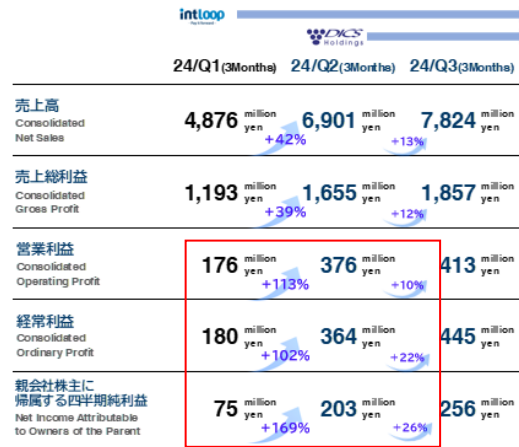 intloop
DICS
Holdings
24/Q1(3Months) 24/Q2(3Months) 24/Q3(3Months)
売上高
Consolidated
Net Sales
4,876 million yen
+42%
6,901 million yen
+13%
7,824 million yen
売上総利益
Consolidated
Gross Profit
1,193 million yen
+39%
1,655 million yen
+12%
1,857 million yen
営業利益
Consolidated
Operating Profit
176 million yen
+113%
376 million yen
+10%
413 million yen
経常利益
Consolidated
Ordinary Profit
180 million yen
+102%
364 million yen
+22%
445 million yen
親会社株主に
帰属する四半期純利益
Net Income Attributable
to Owners of the Parent
75 million yen
+169%
203 million yen
+26%
256 million yen